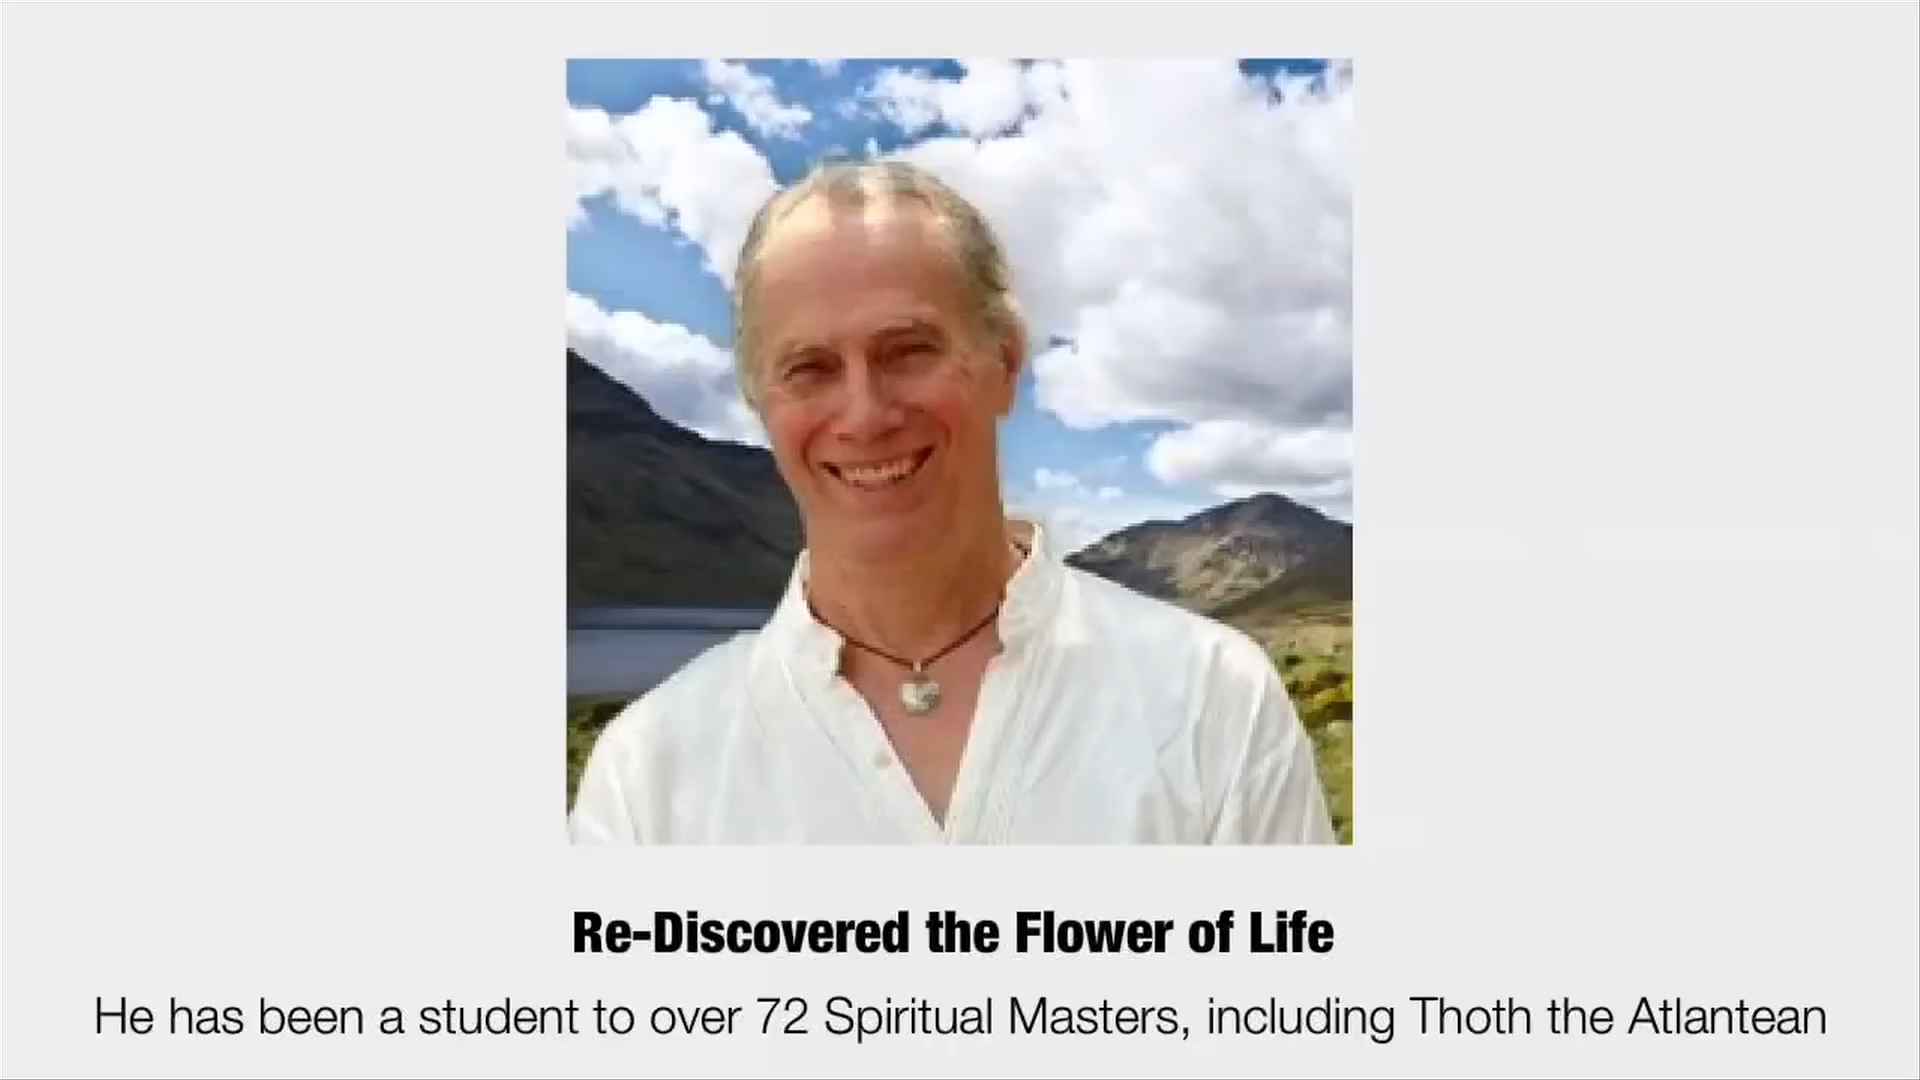 Re-Discovered the Flower of Life
He has been a student to over 72 Spiritual Masters, including Thoth the Atlantean